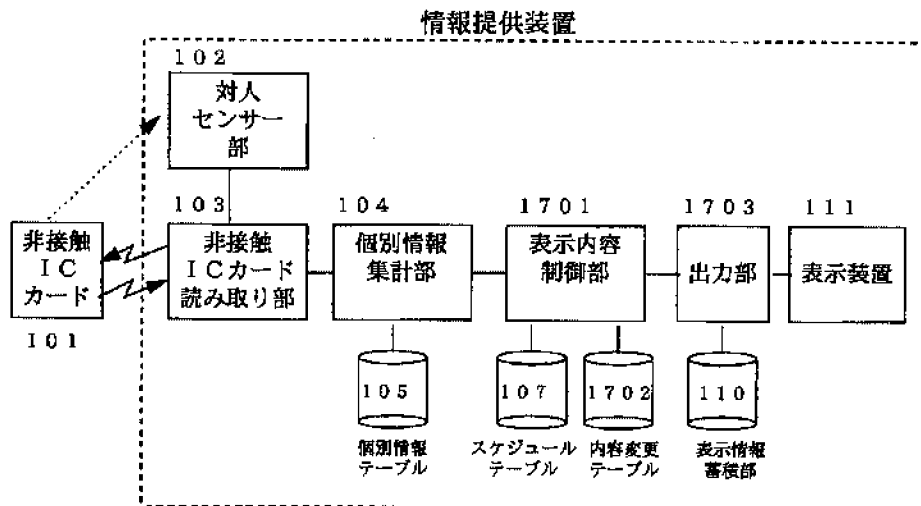 情報提供装置
102
対人
センサー
部
103
非接触
ICカード
読み取り部
非接触
IC
カード
101
104
個別情報
集計部
1701
表示内容
制御部
1703
出力部
111
表示装置
105
個別情報
テーブル
107
スケジュール
テーブル
1702
内容変更
テーブル
110
表示情報
蓄積部